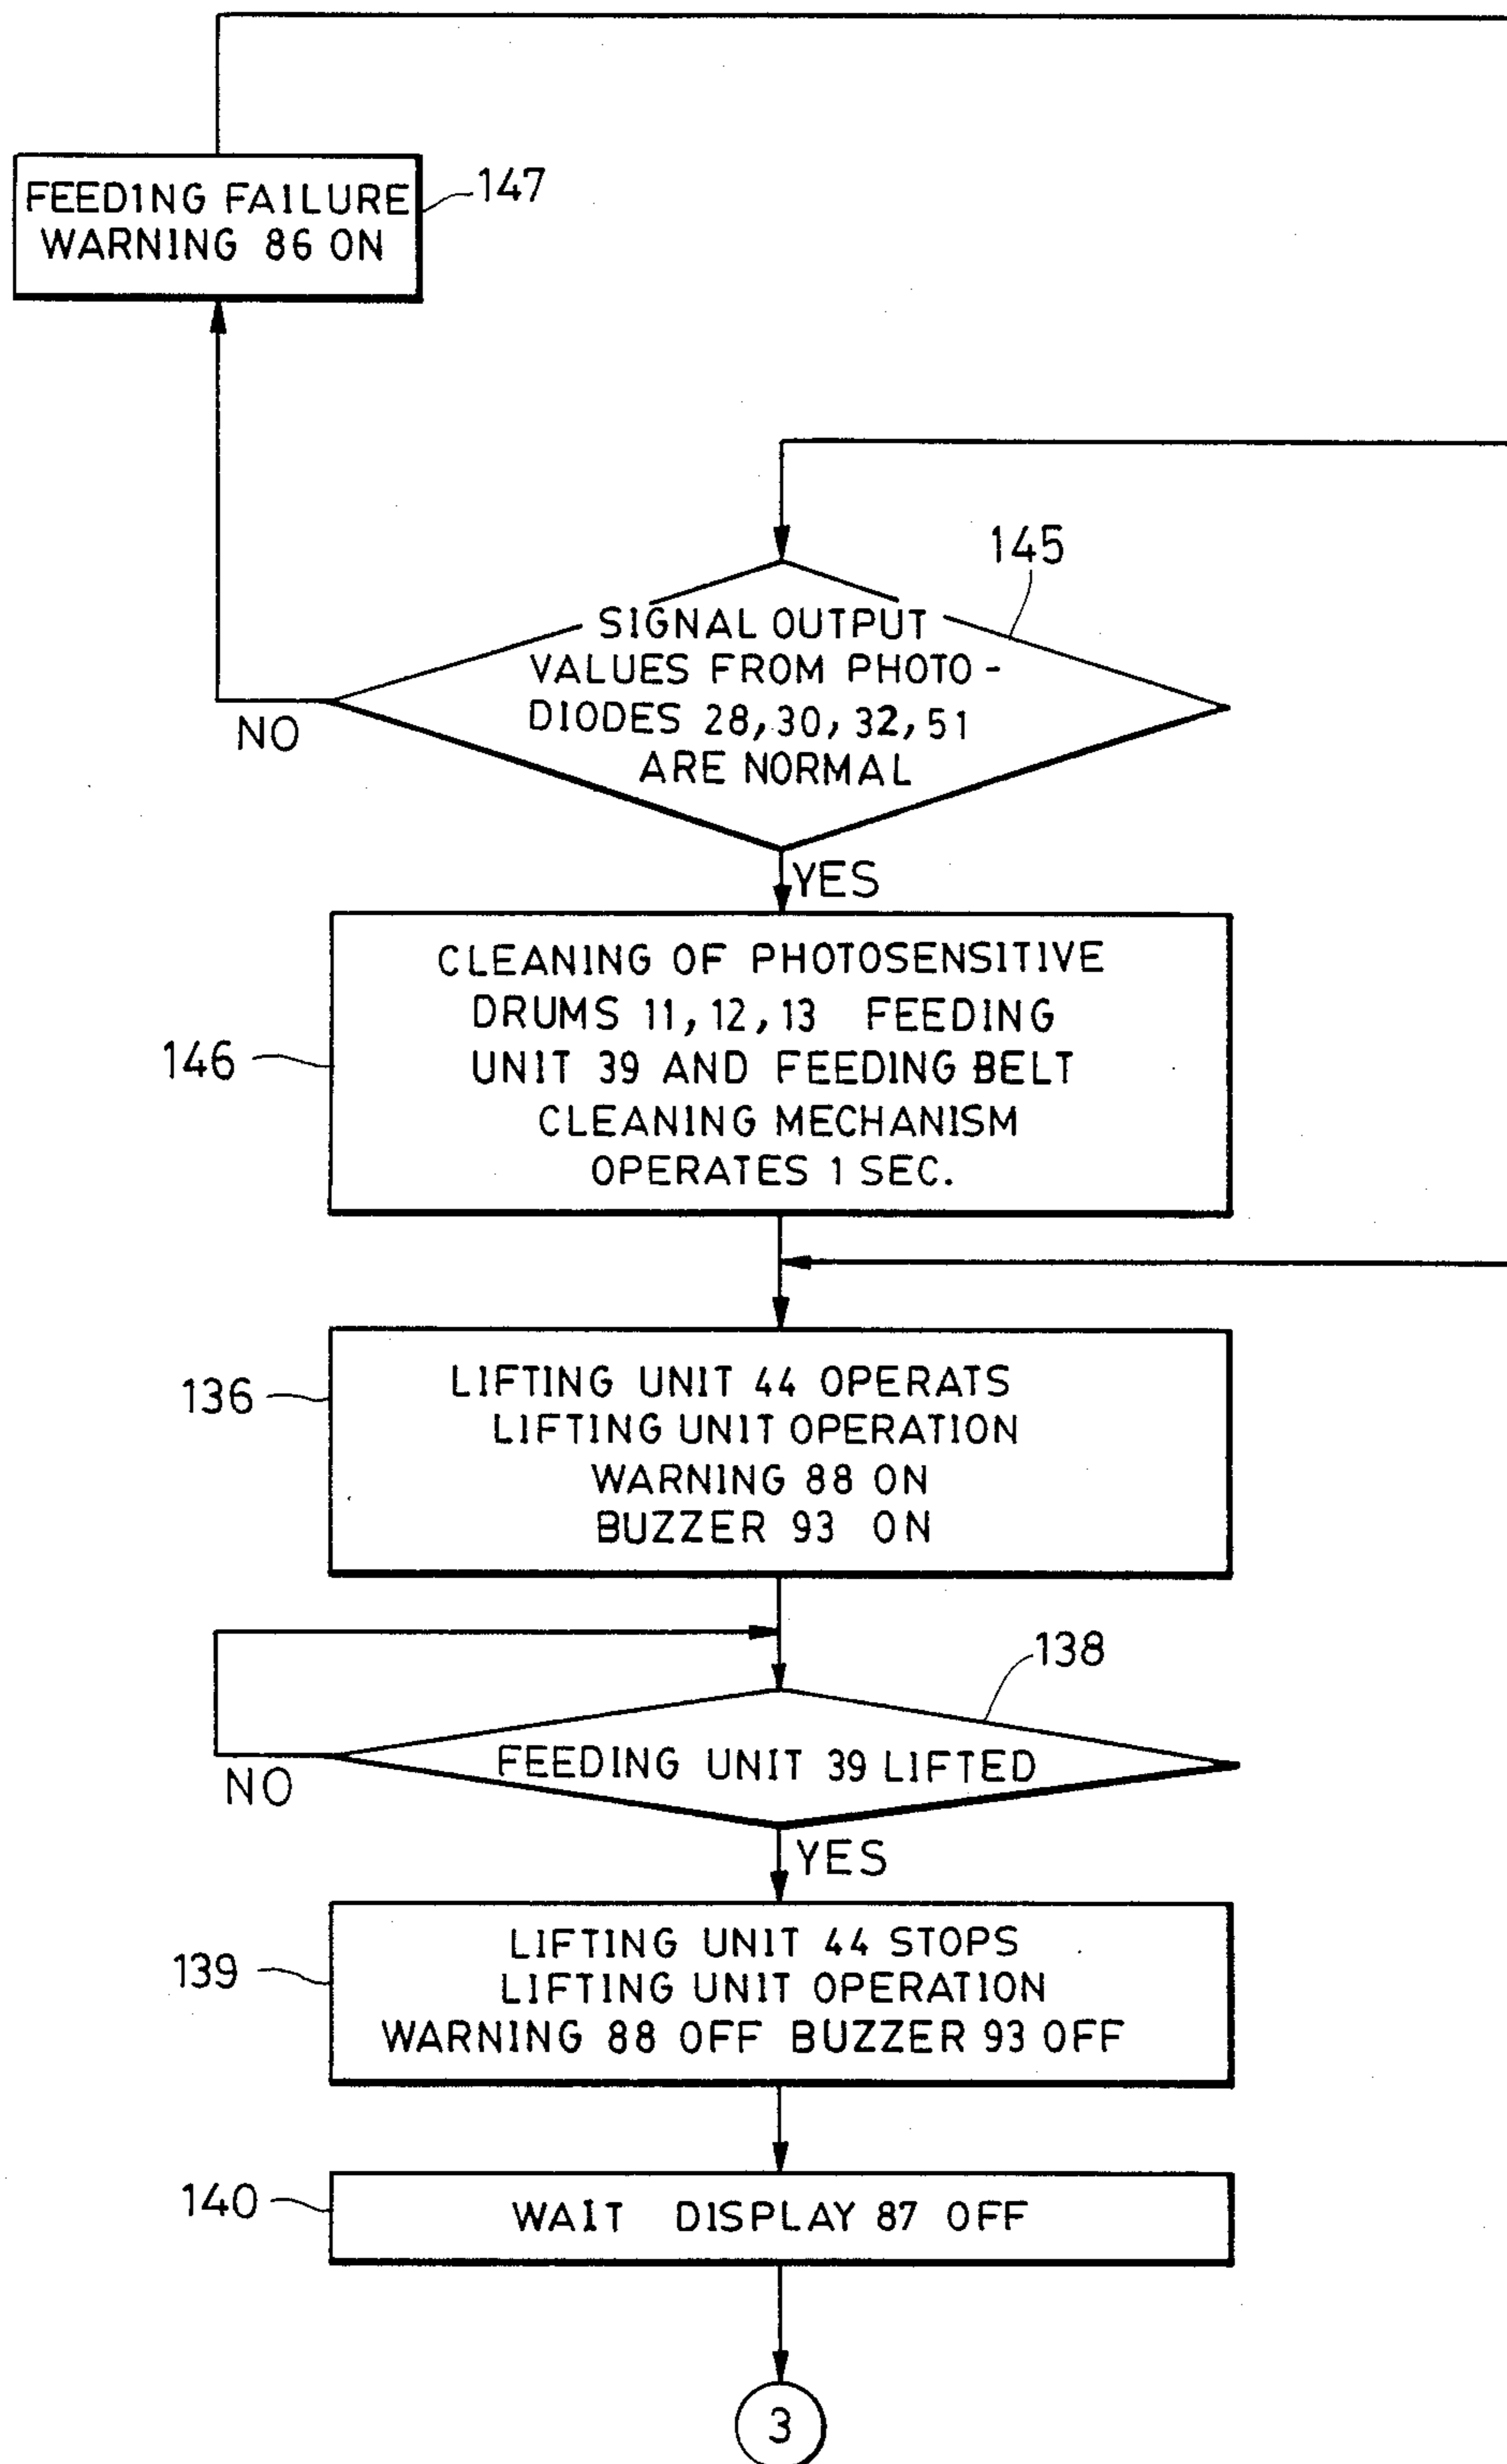 FEEDING FAILURE
WARNING 86 ON
147
145
SIGNAL OUTPUT
VALUES FROM PHOTO -
DIODES 28, 30, 32, 51
ARE NORMAL
NO
YES
146
CLEANING OF PHOTOSENSITIVE
DRUMS 11, 12, 13 FEEDING
UNIT 39 AND FEEDING BELT
CLEANING MECHANISM
OPERATES 1 SEC.
136
LIFTING UNIT 44 OPERATS
LIFTING UNIT OPERATION
WARNING 88 ON
BUZZER 93 ON
138
FEEDING UNIT 39 LIFTED
NO
YES
139
LIFTING UNIT 44 STOPS
LIFTING UNIT OPERATION
WARNING 88 OFF BUZZER 93 OFF
140
WAIT DISPLAY 87 OFF
3